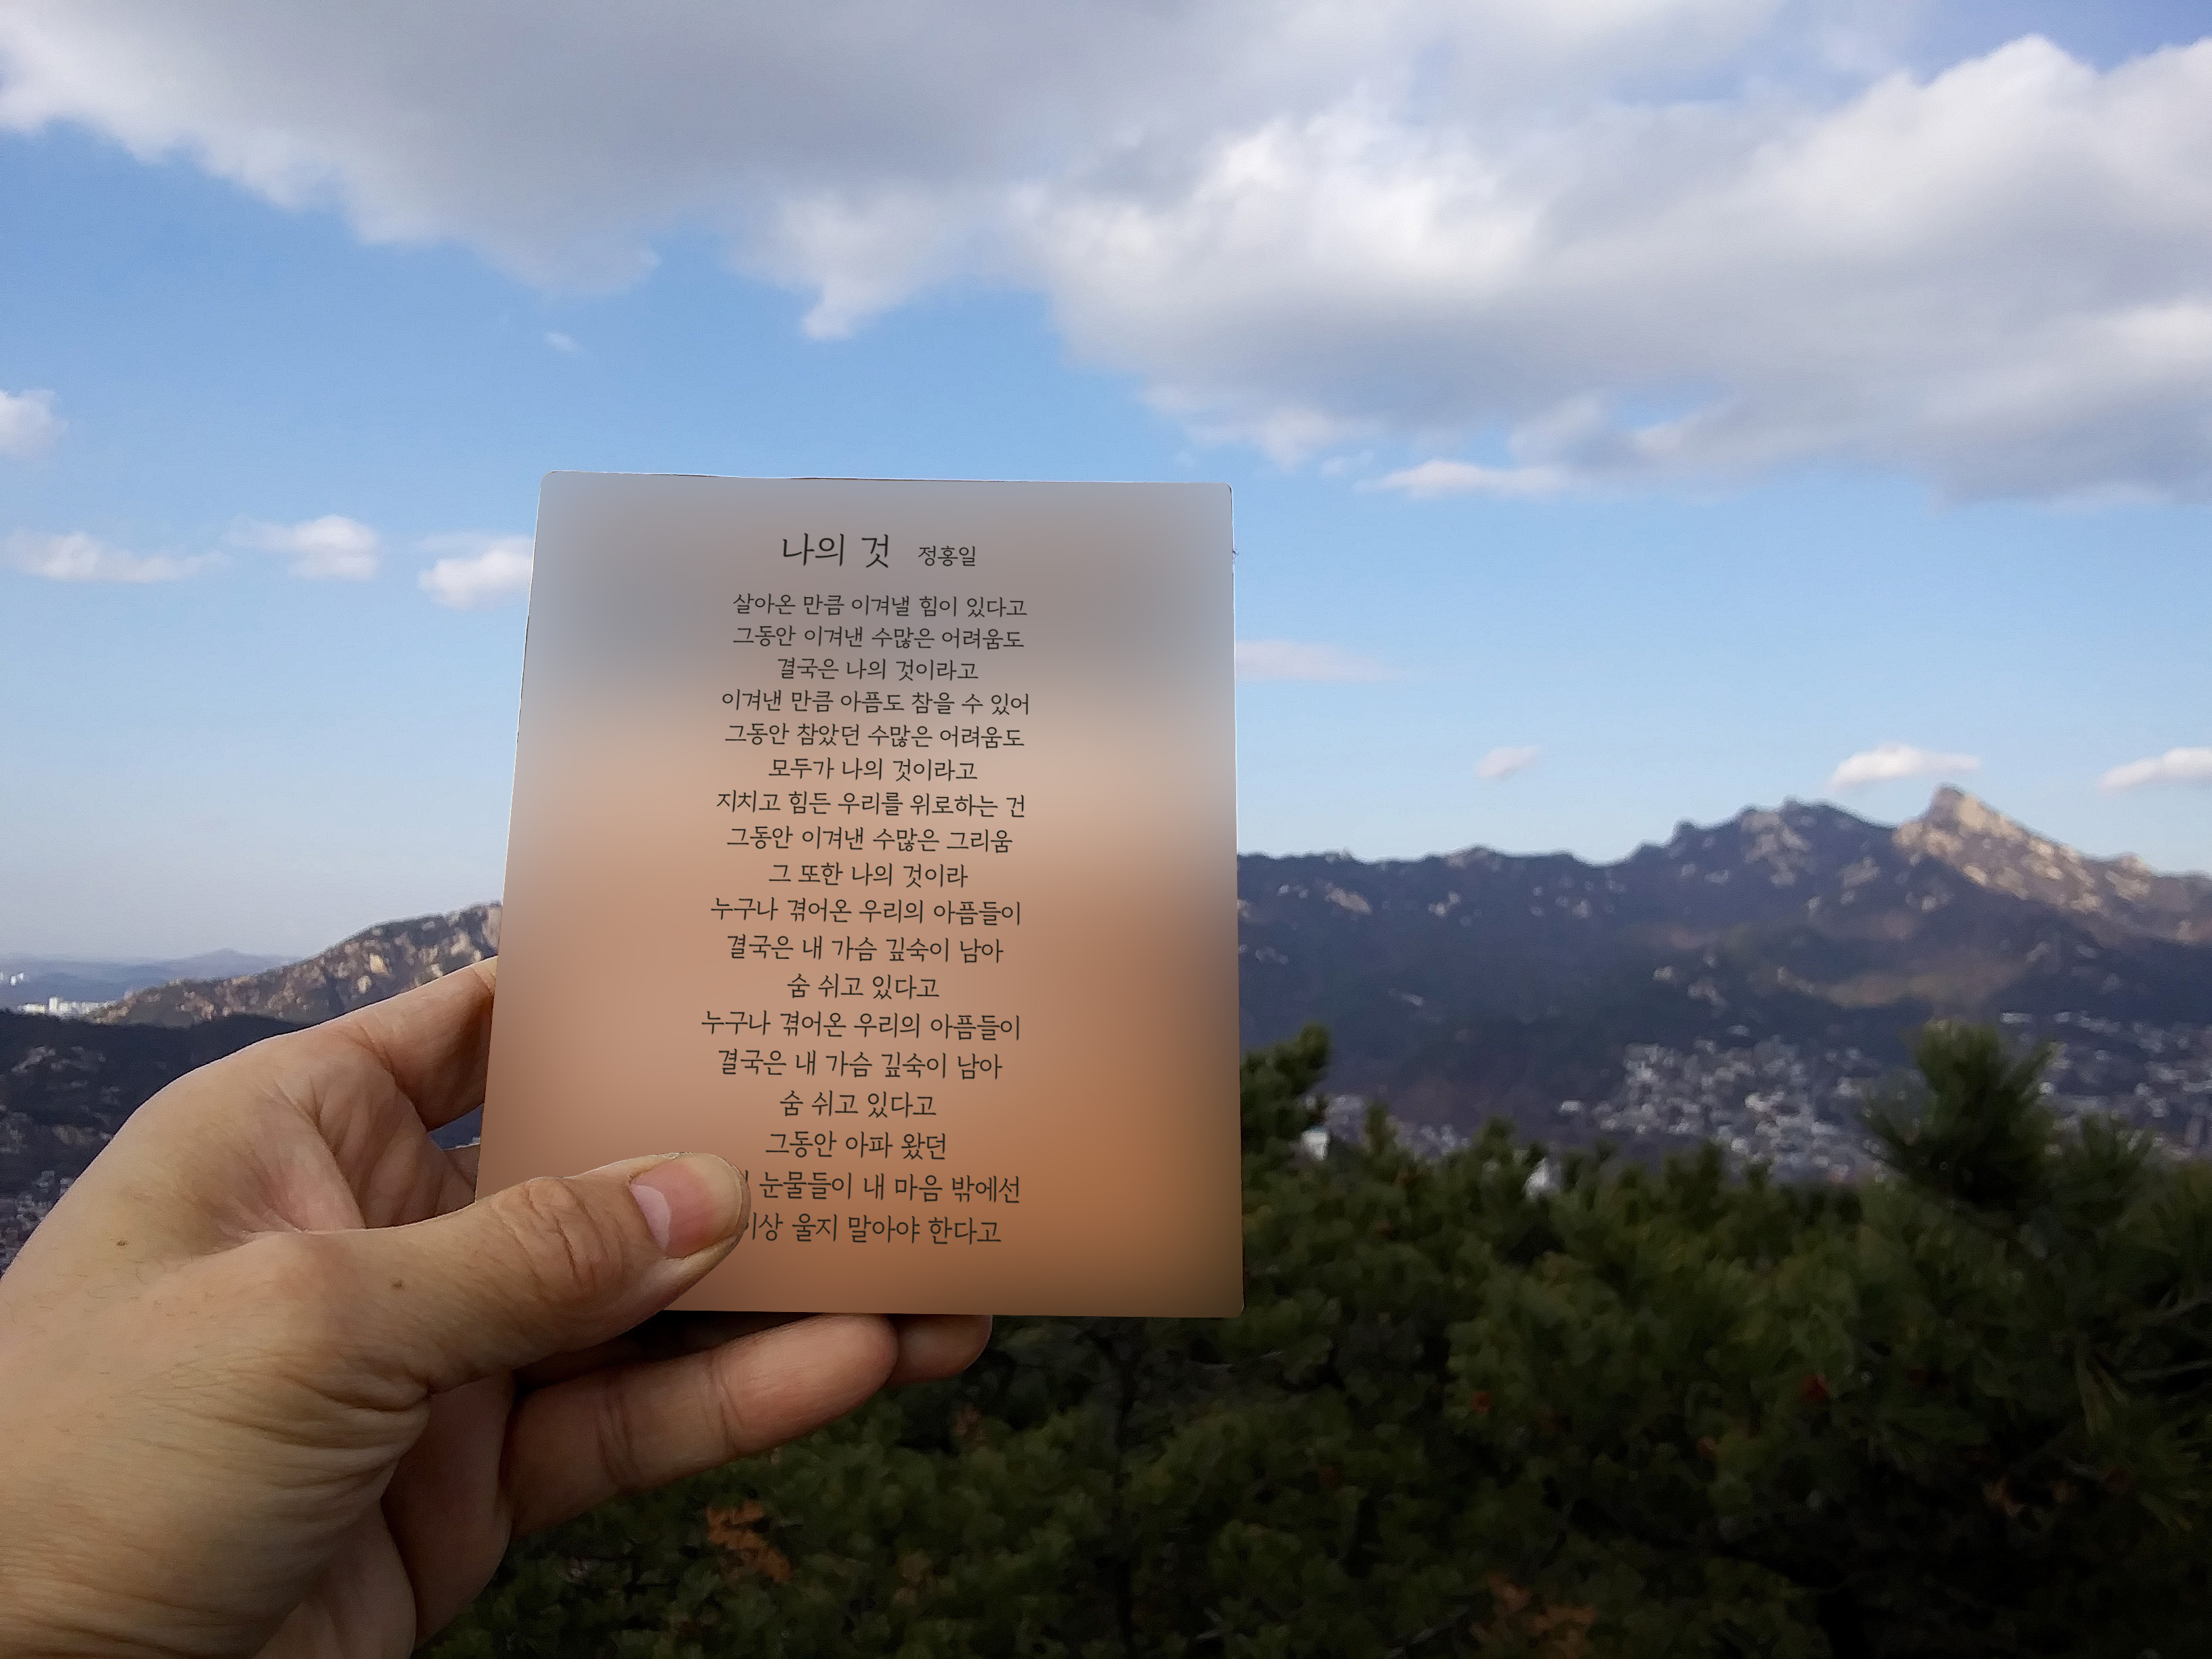 나의 것 정홍일
살아온 만큼 이겨낼 힘이 있다고
그동안 이겨낸 수많은 어려움도
결국은 나의 것이라고
이겨낸 만큼 아픔도 참을 수 있어
그동안 참았던 수많은 어려움도
모두가 나의 것이라고
지치고 힘든 우리를 위로하는 건
그동안 이겨낸 수많은 그리움
그 또한 나의 것이라
누구나 겪어온 우리의 아픔들이
결국은 내 가슴 깊숙이 남아
숨 쉬고 있다고
누구나 겪어온 우리의 아픔들이
결국은 내 가슴 깊숙이 남아
숨 쉬고 있다고
그동안 아파 왔던
눈물들이 내 마음 밖에선
울지 말아야 한다고